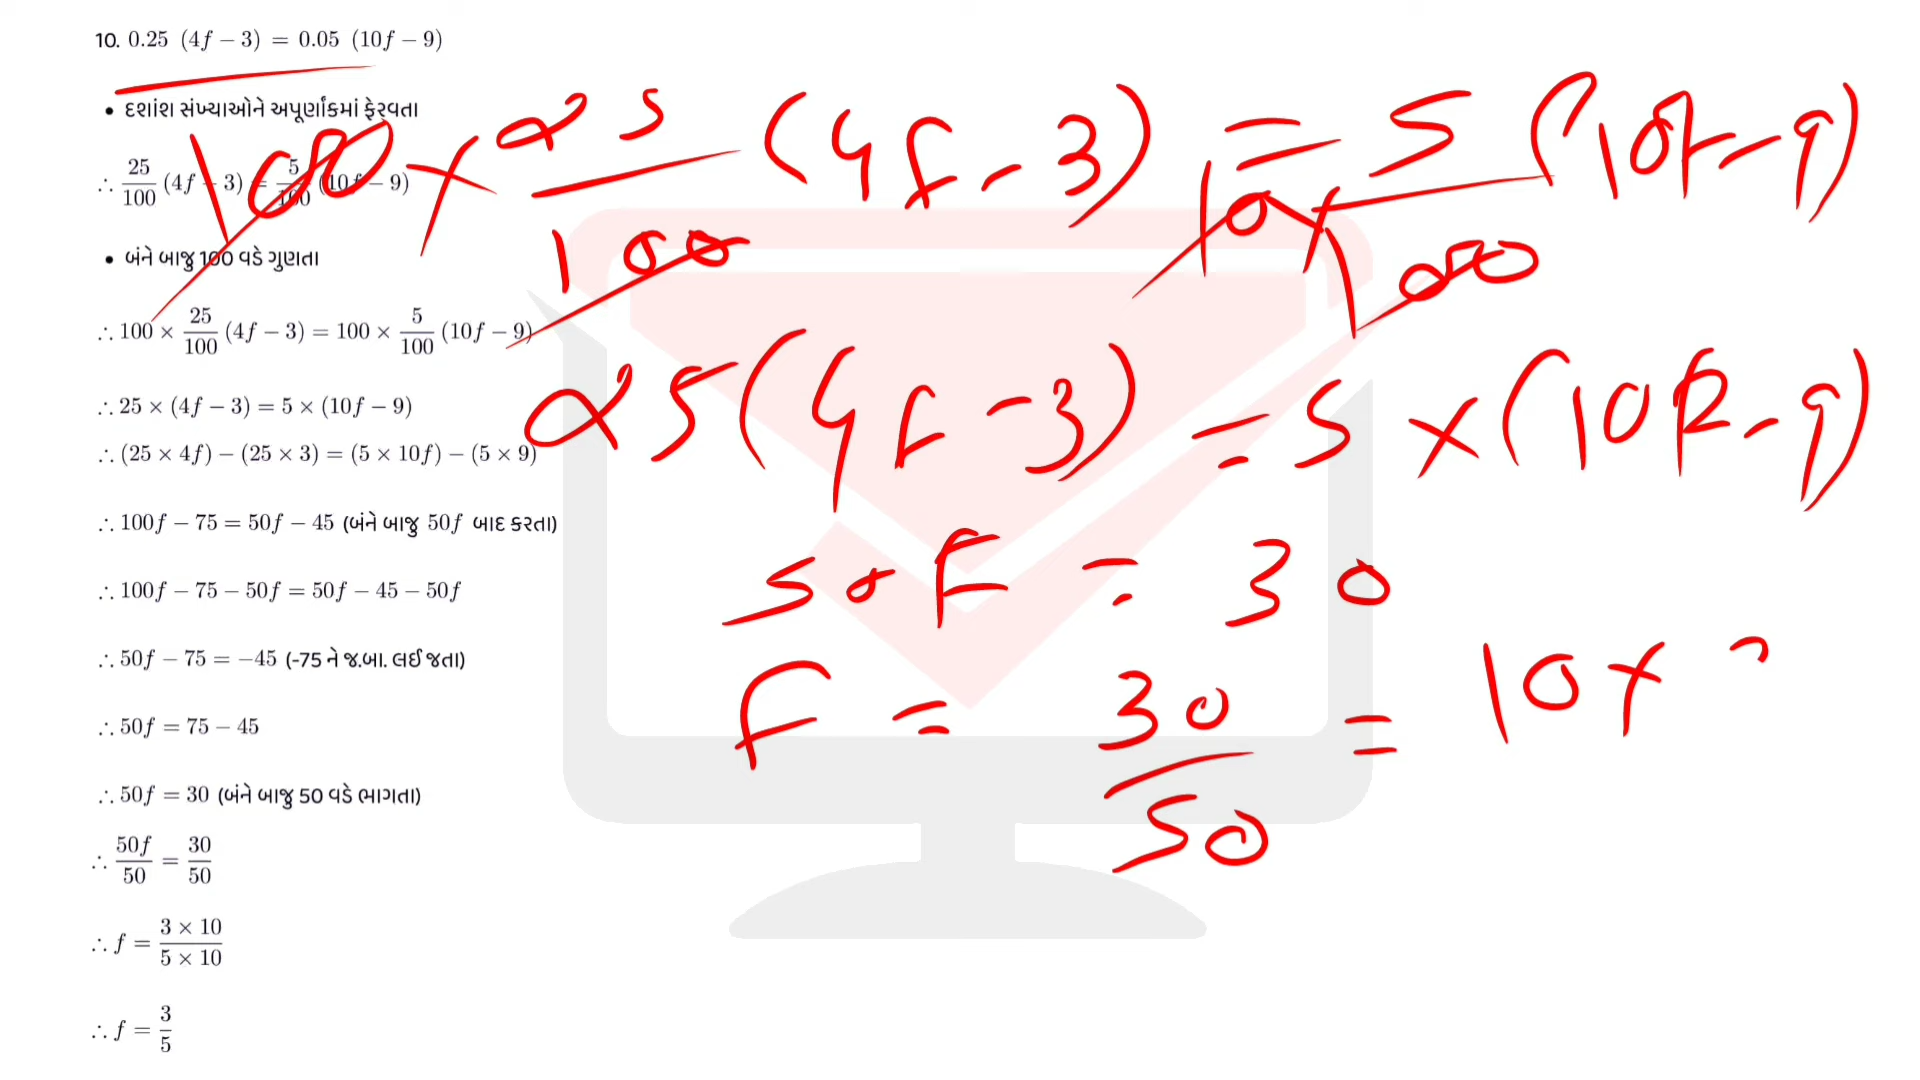 10. 0.25 (4f − 3) = 0.05 (10f − 9)
• દશાંશ સંખ્યાઓને અપૂર્ણાંકમાં ફેરવતા
∴ 25/100 (4f − 3) = 5/100 (10f − 9)
• બંને બાજુ 100 વડે ગુણતા
∴ 100 × 25/100 (4f − 3) = 100 × 5/100 (10f − 9)
∴ 25 × (4f − 3) = 5 × (10f − 9)
∴ (25 × 4f) − (25 × 3) = (5 × 10f) − (5 × 9)
∴ 100f − 75 = 50f − 45 (બંને બાજુ 50f બાદ કરતા)
∴ 100f − 75 − 50f = 50f − 45 − 50f
∴ 50f − 75 = −45 (-75 ને જ.બા. લઈ જતા)
∴ 50f = 75 − 45
∴ 50f = 30 (બંને બાજુ 50 વડે ભાગતા)
∴ 50f/50 = 30/50
∴ f = 3 × 10/5 × 10
∴ f = 3/5
100 × 25/100 (4f − 3) = 10 × 5/100 (10f − 9)
25 (4f − 3) = 5 × (10f − 9)
50f = 30
f = 30/50 = 10 ×